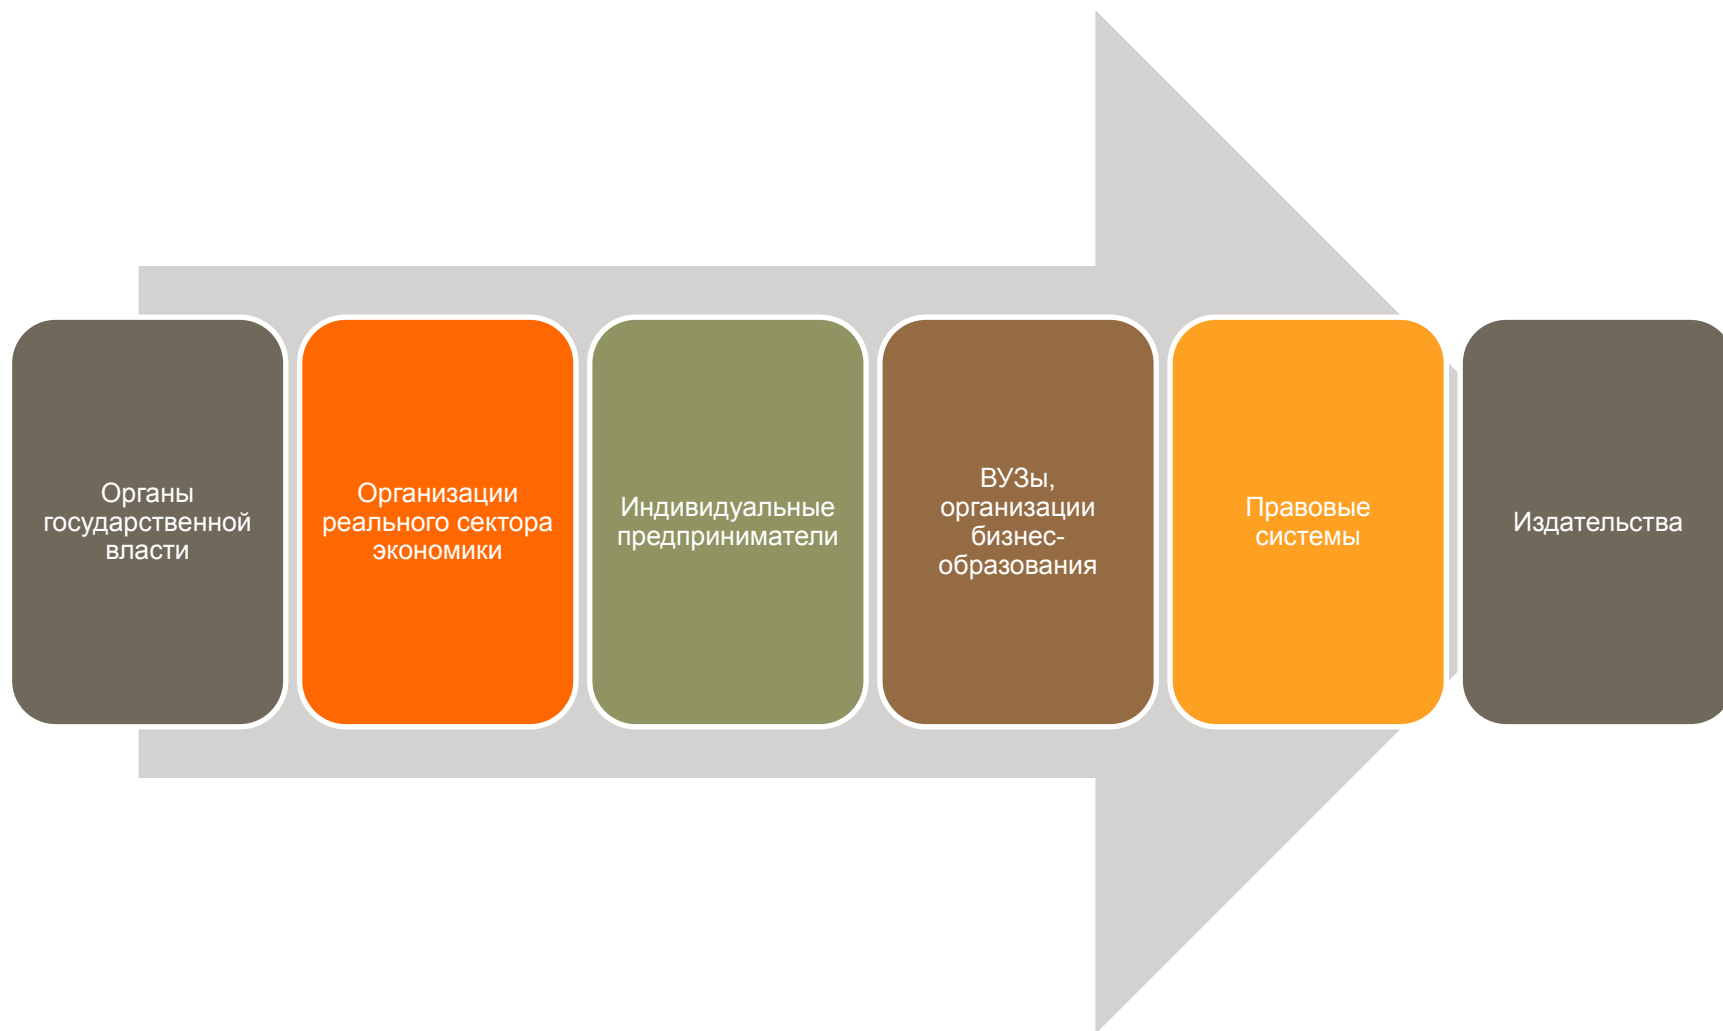 Органы
государственной
власти
Организации
реального сектора
экономики
Индивидуальные
предприниматели
ВУЗы,
организации
бизнес-
образования
Правовые
системы
Издательства